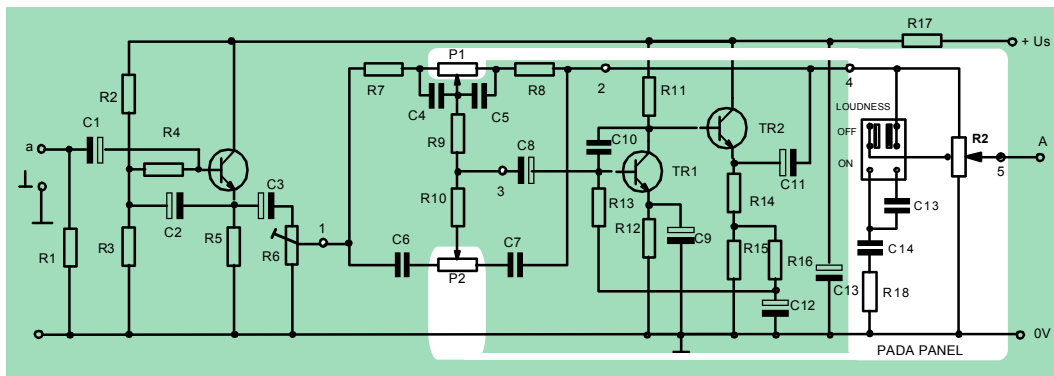 P1
R17
+ Us
R2
R7
R8
2
4
C4
C5
R11
LOUDNESS
C1
R4
R9
C10
TR2
OFF
R2
A
a
C8
TR1
ON
5
3
C11
C3
R10
R13
R14
C13
C2
1
R12
R1
R3
R5
R6
C6
C7
C9
R15
R16
C14
P2
C13
R18
C12
0V
PADA PANEL